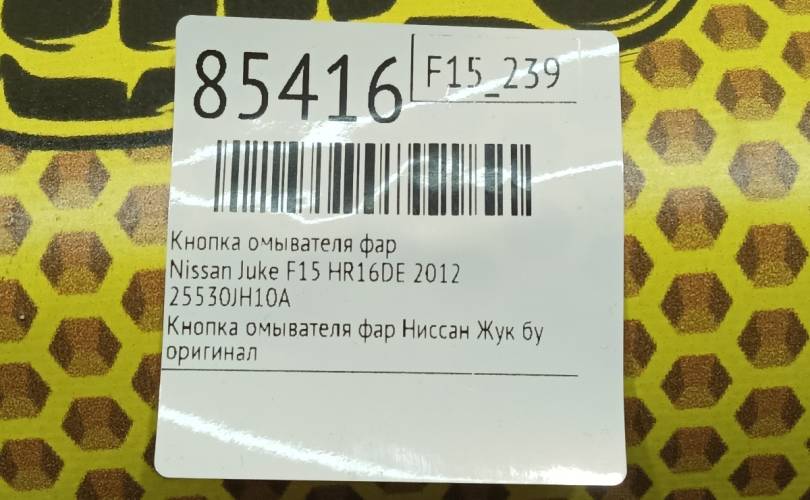 85416
F15_239
Кнопка омывателя фар
Nissan Juke F15 HR16DE 2012
25530JH10A
Кнопка омывателя фар Ниссан Жук бу
оригинал